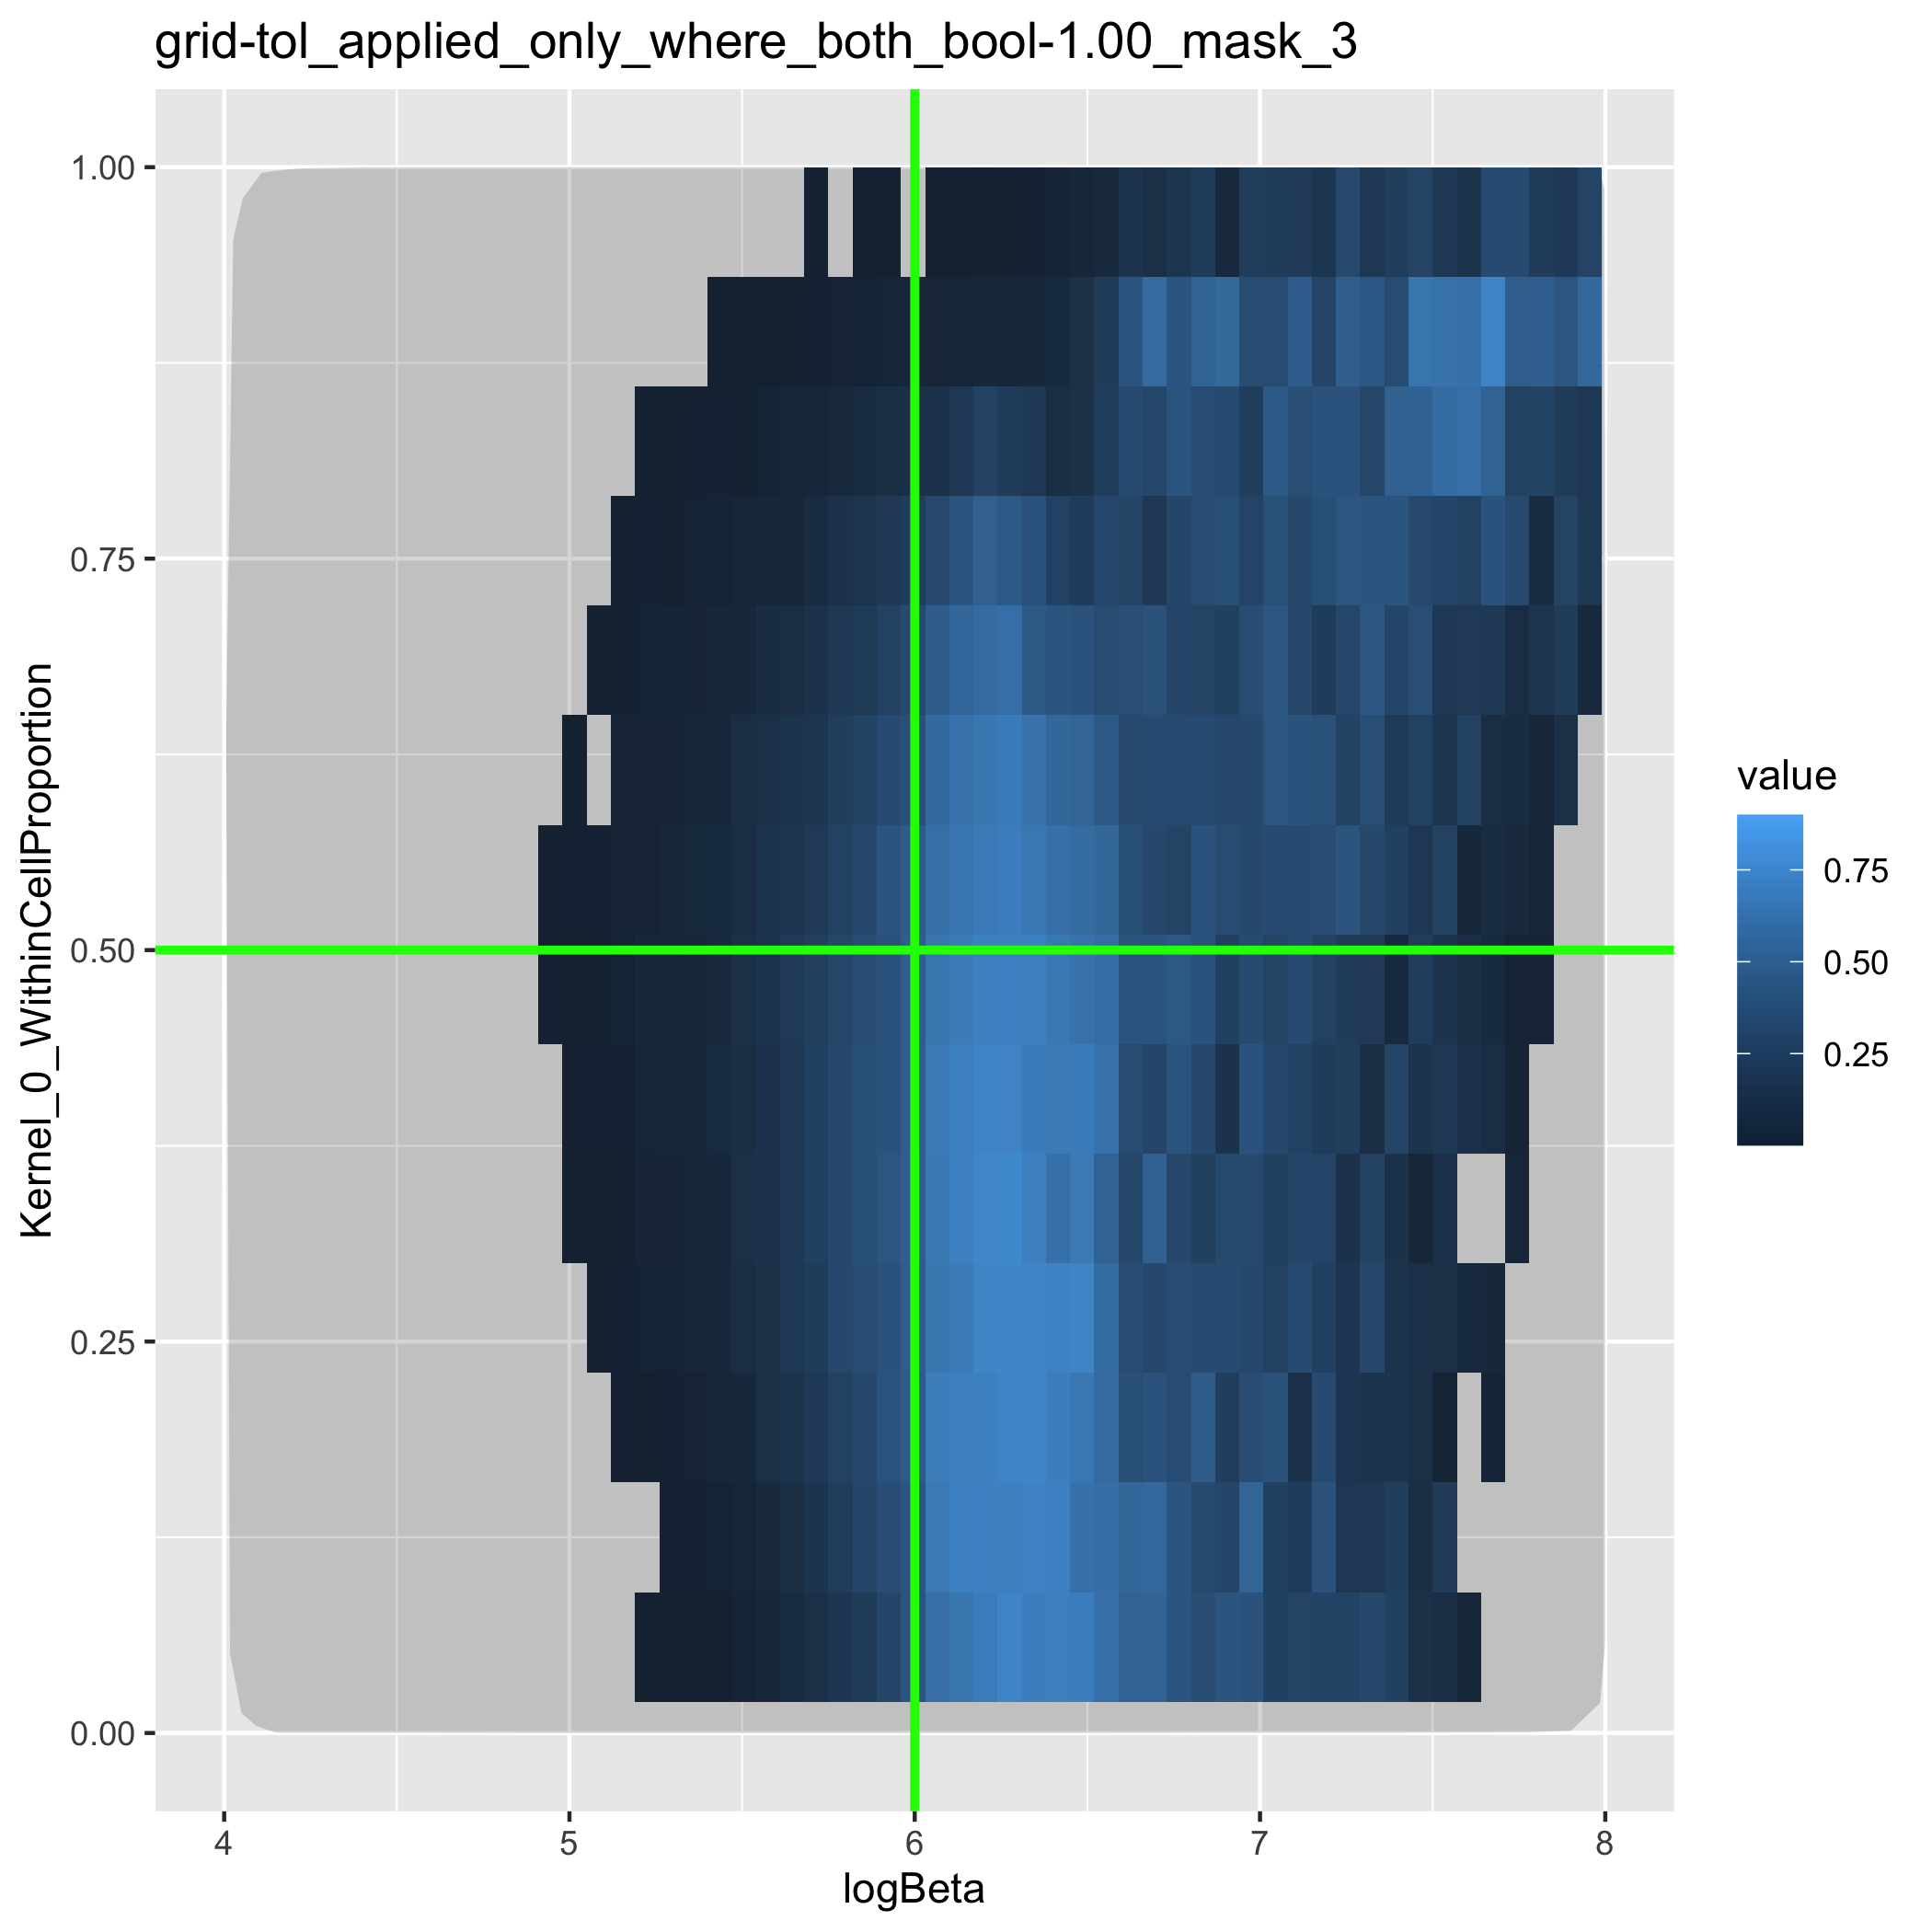 grid-tol_applied_only_where_both_bool-1.00_mask_3
1.00
0.75
0.50
0.25
0.00
Kernel_0_WithinCellProportion
4 5 6 7 8
logBeta
value
0.75
0.50
0.25